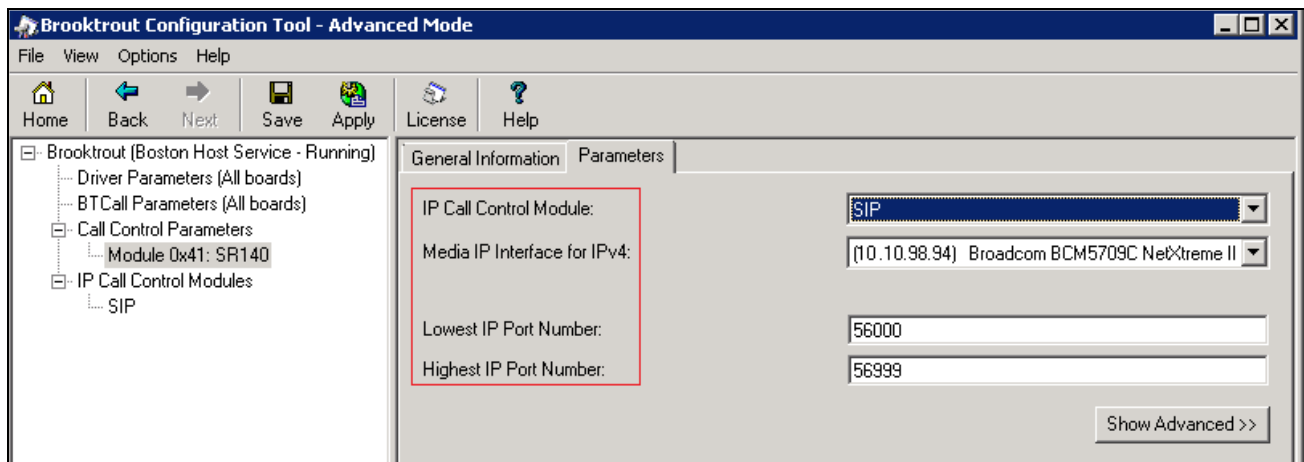 Brooktrout Configuration Tool - Advanced Mode
File View Options Help
Home Back Next Save Apply License Help
Brooktrout (Boston Host Service - Running)
Driver Parameters (All boards)
BTCall Parameters (All boards)
Call Control Parameters
Module 0x41: SR140
IP Call Control Modules
SIP
General Information Parameters
IP Call Control Module: SIP
Media IP Interface for IPv4: (10.10.98.94) Broadcom BCM5709C NetXtreme II
Lowest IP Port Number: 56000
Highest IP Port Number: 56999
Show Advanced >>